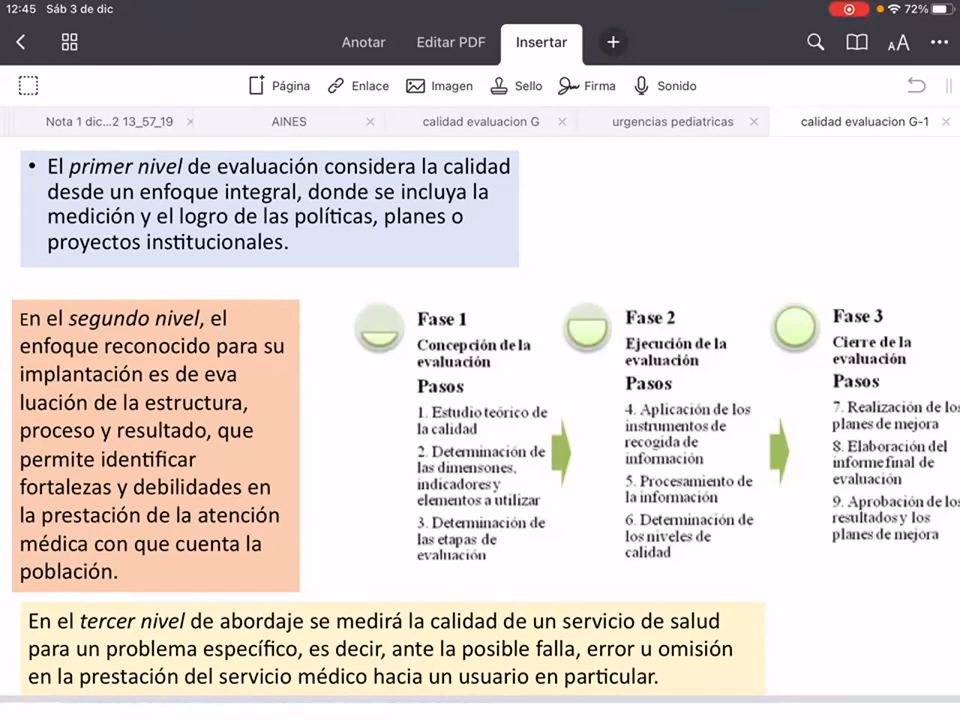 12:45 Sáb 3 de dic
72%
Anotar Editar PDF Insertar +
AA
Página Enlace Imagen Sello Firma Sonido
Nota 1 dic...2 13_57_19 × AINES × calidad evaluacion G × urgencias pediatricas × calidad evaluacion G-1 ×
• El primer nivel de evaluación considera la calidad
desde un enfoque integral, donde se incluya la
medición y el logro de las políticas, planes o
proyectos institucionales.
En el segundo nivel, el
enfoque reconocido para su
implantación es de eva
luación de la estructura,
proceso y resultado, que
permite identificar
fortalezas y debilidades en
la prestación de la atención
médica con que cuenta la
población.
Fase 1
Concepción de la
evaluación
Pasos
1. Estudio teórico de
la calidad
2. Determinación de
las dimensones,
indicadores y
elementos a utilizar
3. Determinación de
las etapas de
evaluación
Fase 2
Ejecución de la
evaluación
Pasos
4. Aplicación de los
instrumentos de
recogida de
información
5. Procesamiento de
la información
6. Determinación de
los niveles de
calidad
Fase 3
Cierre de la
evaluación
Pasos
7. Realización de los
planes de mejora
8. Elaboración del
informe final de
evaluación
9. Aprobación de los
resultados y los
planes de mejora
En el tercer nivel de abordaje se medirá la calidad de un servicio de salud
para un problema específico, es decir, ante la posible falla, error u omisión
en la prestación del servicio médico hacia un usuario en particular.